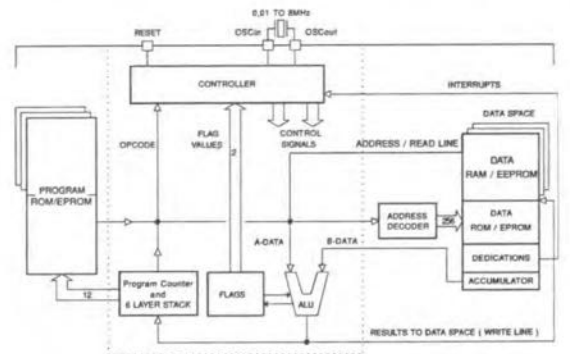 0,01 TO 8MHz
RESET
OSCin
OSCout
CONTROLLER
INTERRUPTS
OPCODE
FLAG
VALUES
2
CONTROL
SIGNALS
DATA SPACE
ADDRESS / READ LINE
DATA
RAM / EEPROM
PROGRAM
ROM/EPROM
ADDRESS
DECODER
256
DATA
ROM / EPROM
A-DATA
B-DATA
DEDICATIONS
ACCUMULATOR
12
Program Counter
and
6 LAYER STACK
FLAGS
ALU
RESULTS TO DATA SPACE ( WRITE LINE )